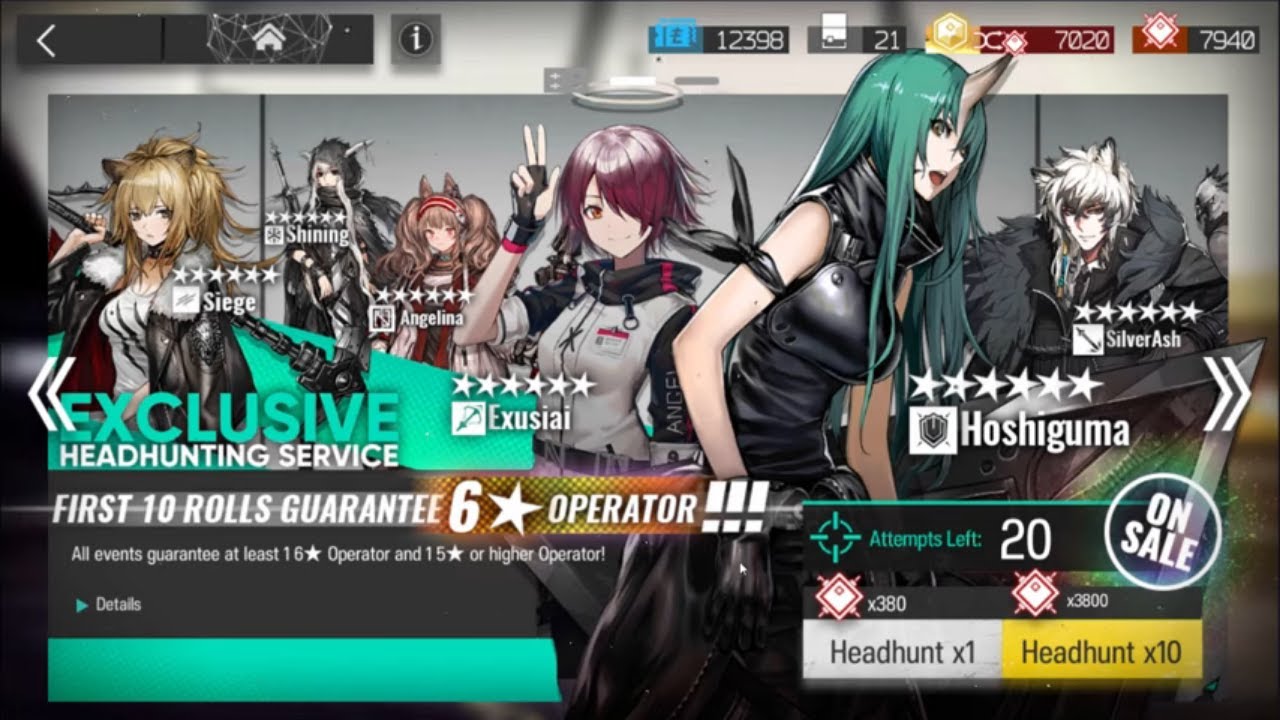 i
12398
21
7020
7940
★★★★★★
Shining
★★★★★★
Siege
★★★★★★
Angelina
★★★★★★
Exusiai
★★★★★★
Hoshiguma
★★★★★★
SilverAsh
ANGEL
EXCLUSIVE
HEADHUNTING SERVICE
FIRST 10 ROLLS GUARANTEE 6★ OPERATOR!!!
All events guarantee at least 1 6★ Operator and 1 5★ or higher Operator!
▶ Details
Attempts Left: 20
ON
SALE
x380
x3800
Headhunt x1
Headhunt x10